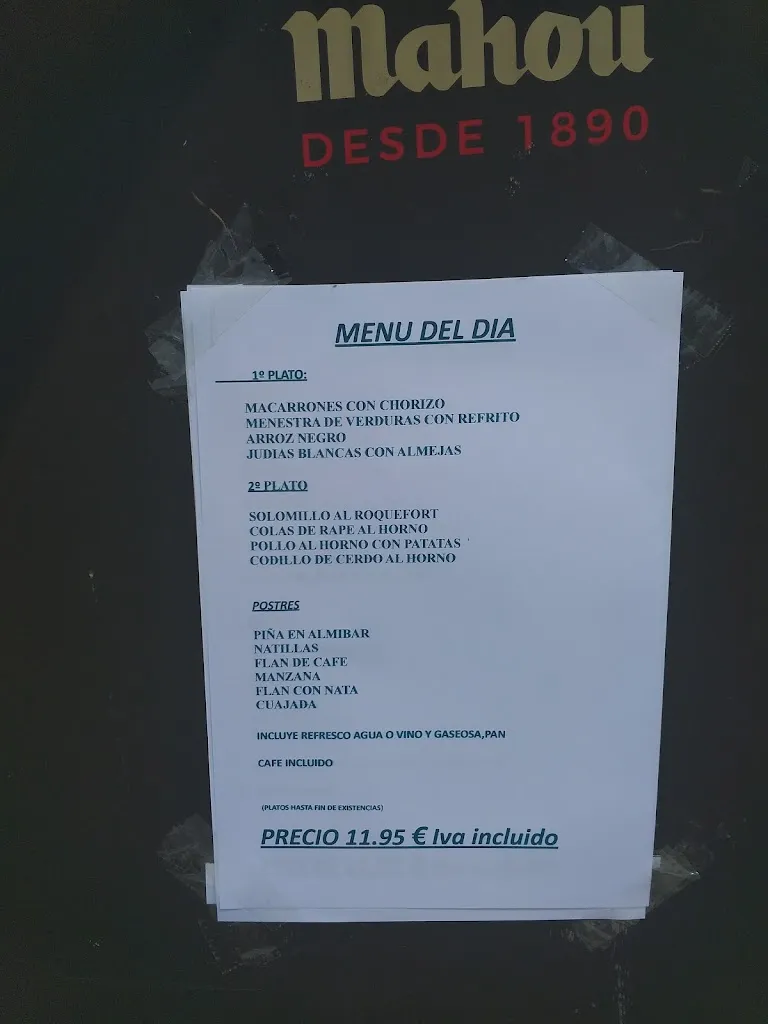 Mahou
DESDE 1890
MENU DEL DIA
1º PLATO:
MACARRONES CON CHORIZO
MENESTRA DE VERDURAS CON REFRITO
ARROZ NEGRO
JUDIAS BLANCAS CON ALMEJAS
2º PLATO
SOLOMILLO AL ROQUEFORT
COLAS DE RAPE AL HORNO
POLLO AL HORNO CON PATATAS
CODILLO DE CERDO AL HORNO
POSTRES
PIÑA EN ALMIBAR
NATILLAS
FLAN DE CAFE
MANZANA
FLAN CON NATA
CUAJADA
INCLUYE REFRESCO AGUA O VINO Y GASEOSA,PAN
CAFE INCLUIDO
(PLATOS HASTA FIN DE EXISTENCIAS)
PRECIO 11.95 € Iva incluido